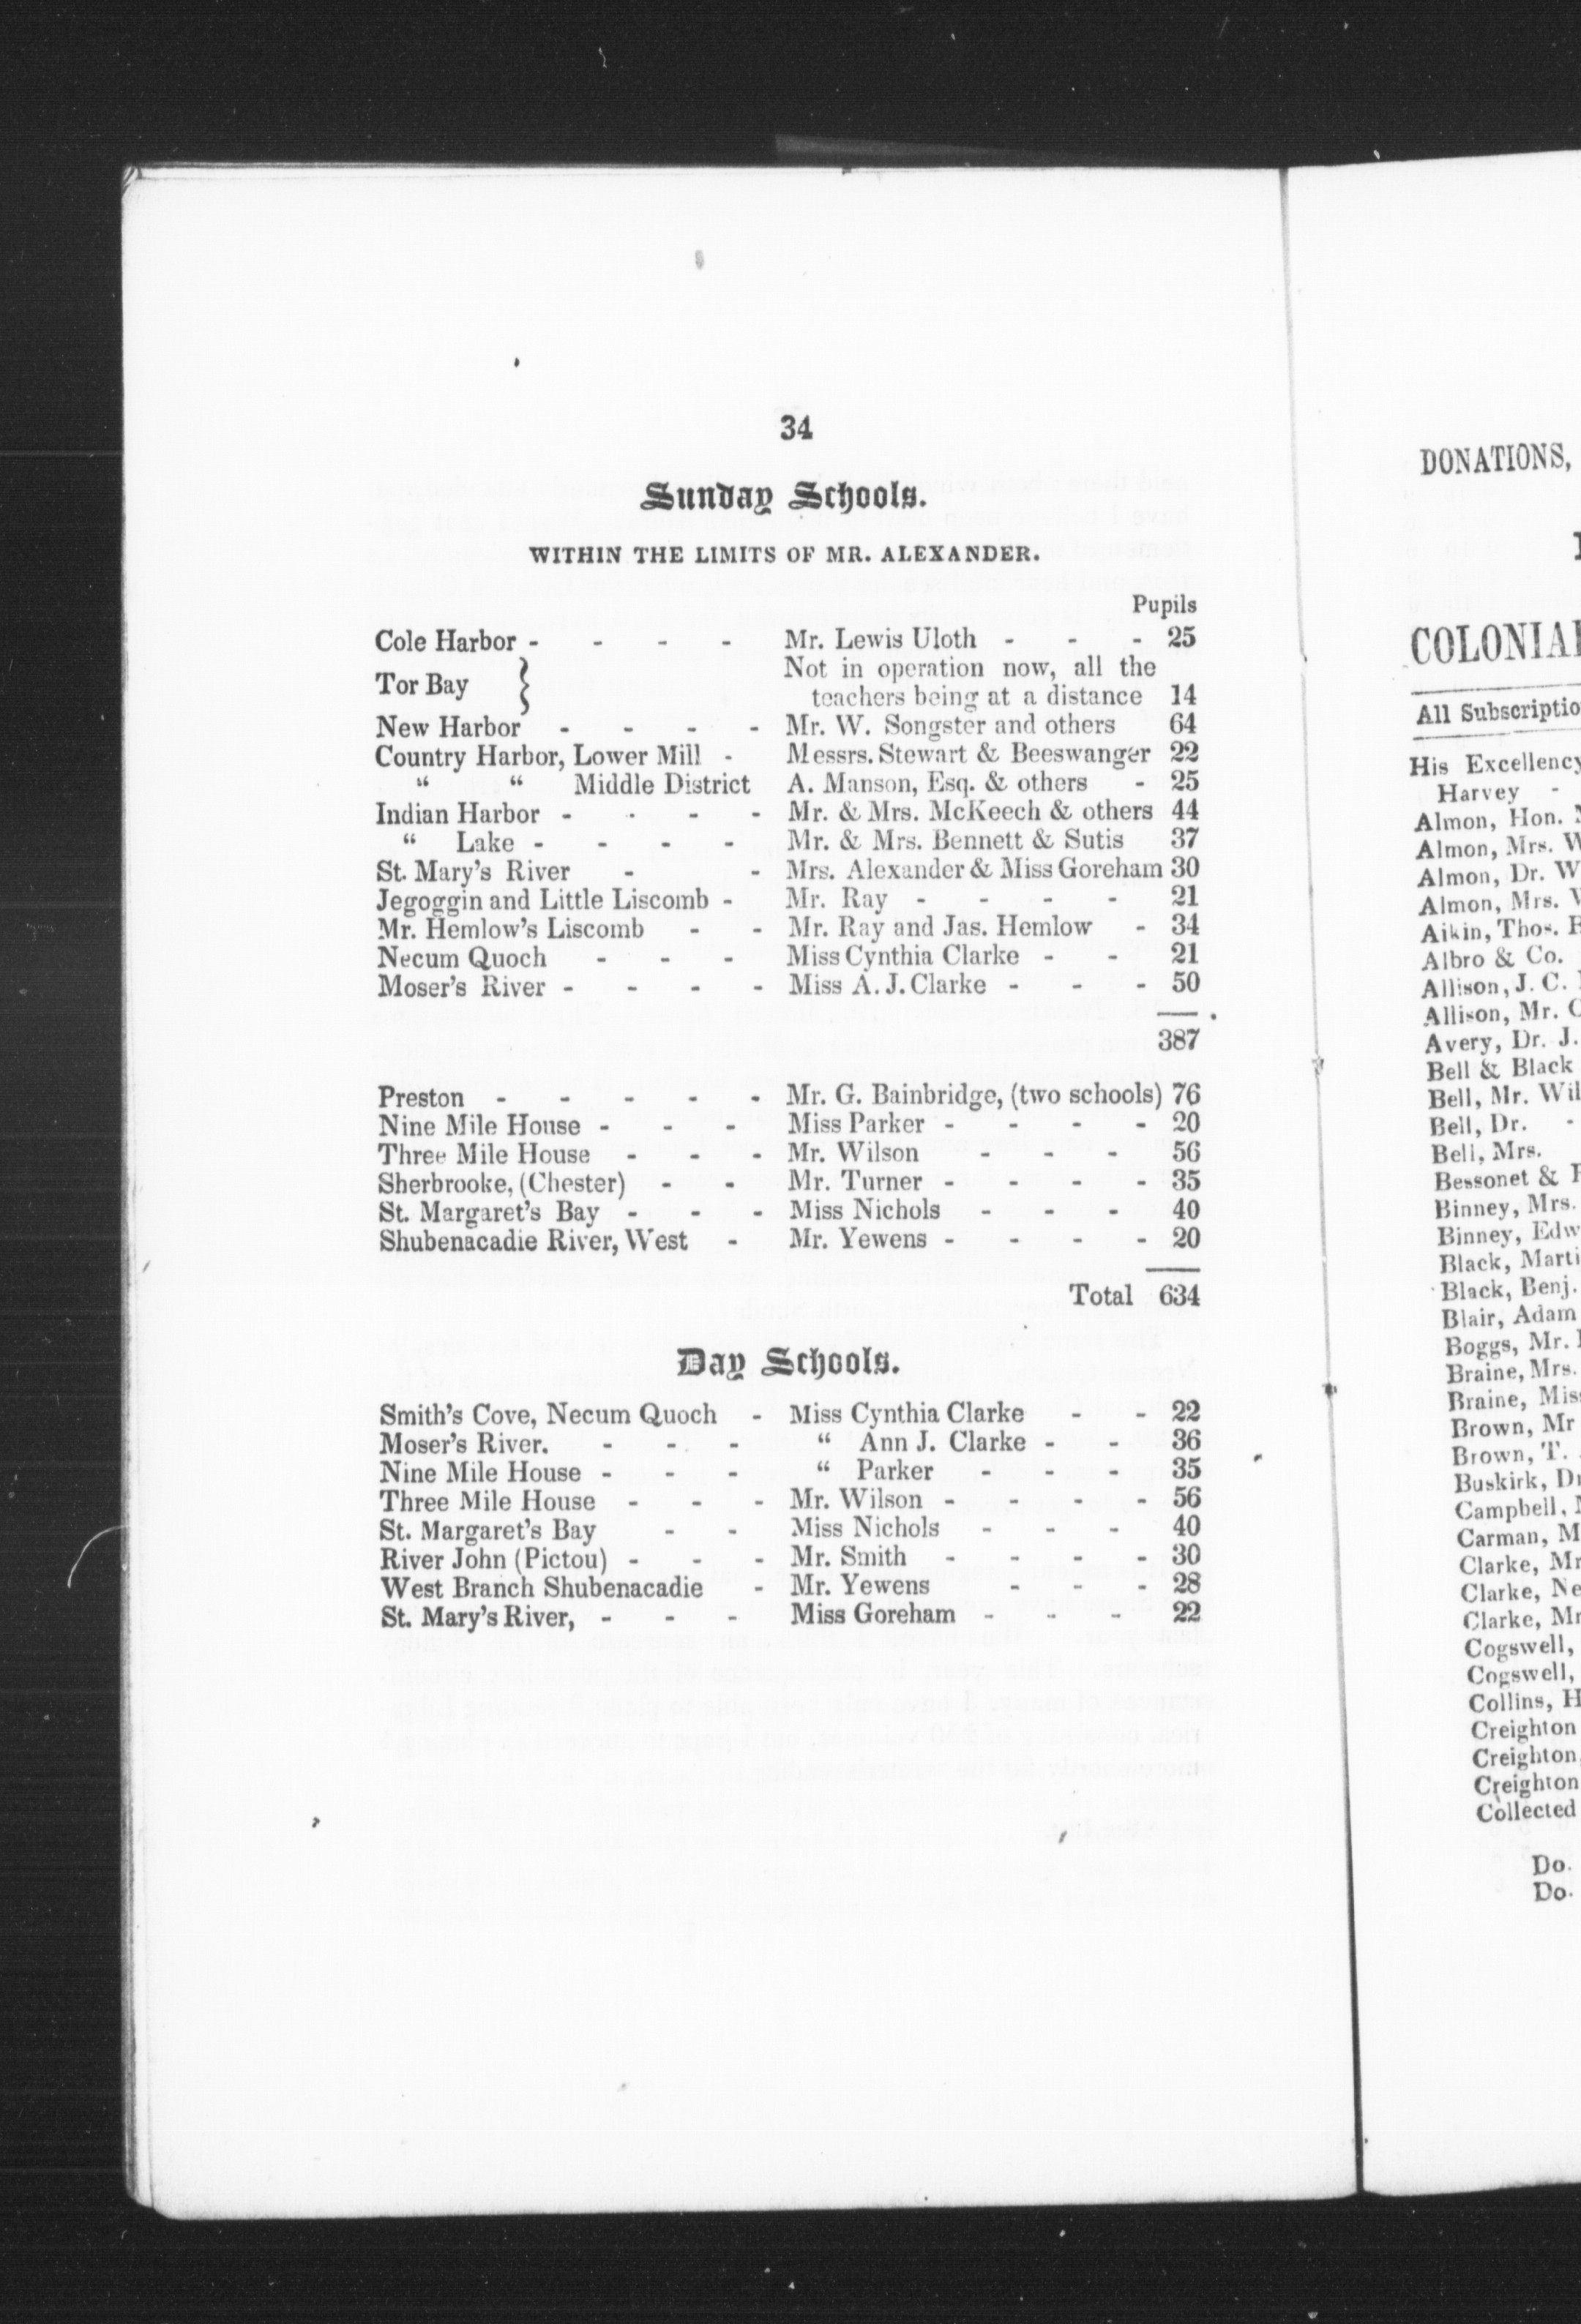 34
Sunday Schools.
WITHIN THE LIMITS OF MR. ALEXANDER.
Pupils
Cole Harbor - - - - Mr. Lewis Uloth - - - 25
Tor Bay } Not in operation now, all the
teachers being at a distance 14
New Harbor - - - - Mr. W. Songster and others 64
Country Harbor, Lower Mill - Messrs. Stewart & Beeswanger 22
“ “ Middle District A. Manson, Esq. & others - 25
Indian Harbor - - - - Mr. & Mrs. McKeech & others 44
“ Lake - - - - Mr. & Mrs. Bennett & Sutis 37
St. Mary's River - - Mrs. Alexander & Miss Goreham 30
Jegoggin and Little Liscomb - Mr. Ray - - - - 21
Mr. Hemlow's Liscomb - - Mr. Ray and Jas. Hemlow - 34
Necum Quoch - - - Miss Cynthia Clarke - - 21
Moser's River - - - - Miss A. J. Clarke - - - 50
387
Preston - - - - - Mr. G. Bainbridge, (two schools) 76
Nine Mile House - - - Miss Parker - - - - 20
Three Mile House - - - Mr. Wilson - - - 56
Sherbrooke, (Chester) - - Mr. Turner - - - - 35
St. Margaret's Bay - - - Miss Nichols - - - 40
Shubenacadie River, West - Mr. Yewens - - - - 20
Total 634
Day Schools.
Smith's Cove, Necum Quoch - Miss Cynthia Clarke - - 22
Moser's River. - - - “ Ann J. Clarke - - 36
Nine Mile House - - - “ Parker - - - 35
Three Mile House - - - Mr. Wilson - - - - 56
St. Margaret's Bay - - Miss Nichols - - - 40
River John (Pictou) - - - Mr. Smith - - - - 30
West Branch Shubenacadie - Mr. Yewens - - - 28
St. Mary's River, - - - Miss Goreham - - - 22
DONATIONS,
COLONIAL
All Subscriptio
His Excellency
Harvey -
Almon, Hon.
Almon, Mrs. W
Almon, Dr. W
Almon, Mrs.
Aikin, Thos.
Albro & Co.
Allison, J. C.
Allison, Mr. C
Avery, Dr. J.
Bell & Black
Bell, Mr. Wil
Bell, Dr. -
Bell, Mrs.
Bessonet &
Binney, Mrs.
Binney, Edw
Black, Marti
Black, Benj.
Blair, Adam
Boggs, Mr.
Braine, Mrs.
Braine, Mis
Brown, Mr
Brown, T.
Buskirk, D
Campbell,
Carman, M
Clarke, Mr
Clarke, Ne
Clarke, Mr
Cogswell,
Cogswell,
Collins, H
Creighton
Creighton,
Creighton
Collected
Do.
Do.